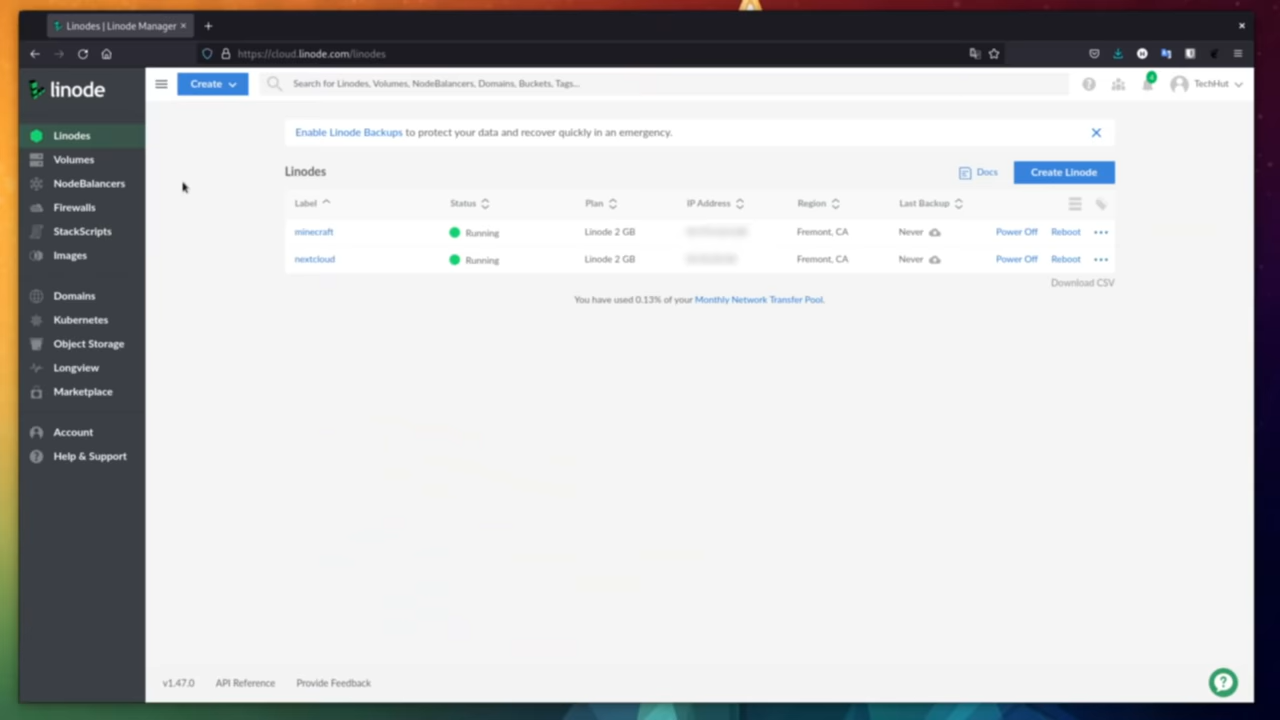 Linodes | Linode Manager
https://cloud.linode.com/linodes
linode
Create
Search for Linodes, Volumes, NodeBalancers, Domains, Buckets, Tags...
4
TechHut
Linodes
Volumes
NodeBalancers
Firewalls
StackScripts
Images
Domains
Kubernetes
Object Storage
Longview
Marketplace
Account
Help & Support
Enable Linode Backups to protect your data and recover quickly in an emergency.
Linodes
Docs
Create Linode
Label Status Plan IP Address Region Last Backup
minecraft Running Linode 2 GB Fremont, CA Never Power Off Reboot
nextcloud Running Linode 2 GB Fremont, CA Never Power Off Reboot
Download CSV
You have used 0.13% of your Monthly Network Transfer Pool.
v1.47.0 API Reference Provide Feedback